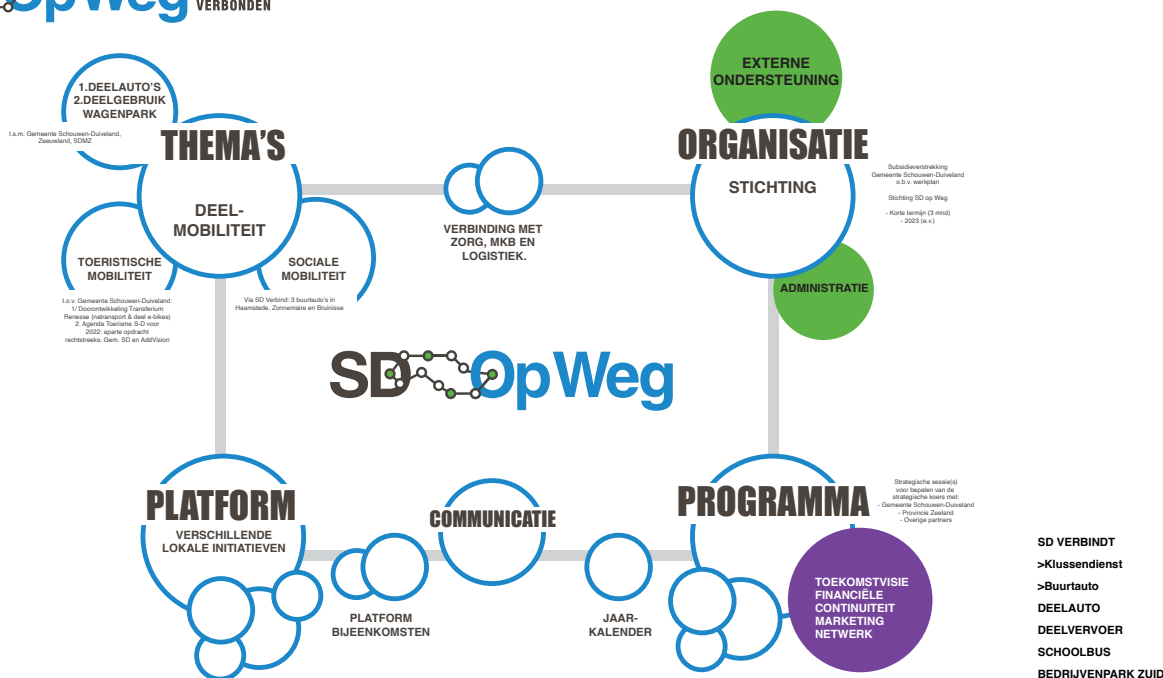 OpWeg VERBONDEN
1.DEELAUTO'S
2.DEELGEBRUIK
WAGENPARK
I.s.m. Gemeente Schouwen-Duiveland,
Zeeuwland, SDMZ
THEMA'S
DEEL-
MOBILITEIT
TOERISTISCHE
MOBILITEIT
I.o.v. Gemeente Schouwen-Duiveland:
1/ Doorontwikkeling Transferium
Renesse (natransport & deel e-bikes)
2. Agenda Toerisme S-D voor
2022: aparte opdracht
rechtstreeks: Gem. SD en AddVision
SOCIALE
MOBILITEIT
Via SD Verbind: 3 buurtauto's in
Haamstede, Zonnemaire en Bruinisse
VERBINDING MET
ZORG, MKB EN
LOGISTIEK.
EXTERNE
ONDERSTEUNING
ORGANISATIE
STICHTING
Subsidieverstrekking
Gemeente Schouwen-Duiveland
o.b.v. werkplan
Stichting SD op Weg
- Korte termijn (3 mnd)
- 2023 (e.v.)
ADMINISTRATIE
SD OpWeg
PLATFORM
VERSCHILLENDE
LOKALE INITIATIEVEN
PLATFORM
BIJEENKOMSTEN
COMMUNICATIE
JAAR-
KALENDER
PROGRAMMA
Strategische sessie(s)
voor bepalen van de
strategische koers met:
- Gemeente Schouwen-Duiveland
- Provincie Zeeland
- Overige partners
TOEKOMSTVISIE
FINANCIËLE
CONTINUITEIT
MARKETING
NETWERK
SD VERBINDT
>Klussendienst
>Buurtauto
DEELAUTO
DEELVERVOER
SCHOOLBUS
BEDRIJVENPARK ZUID